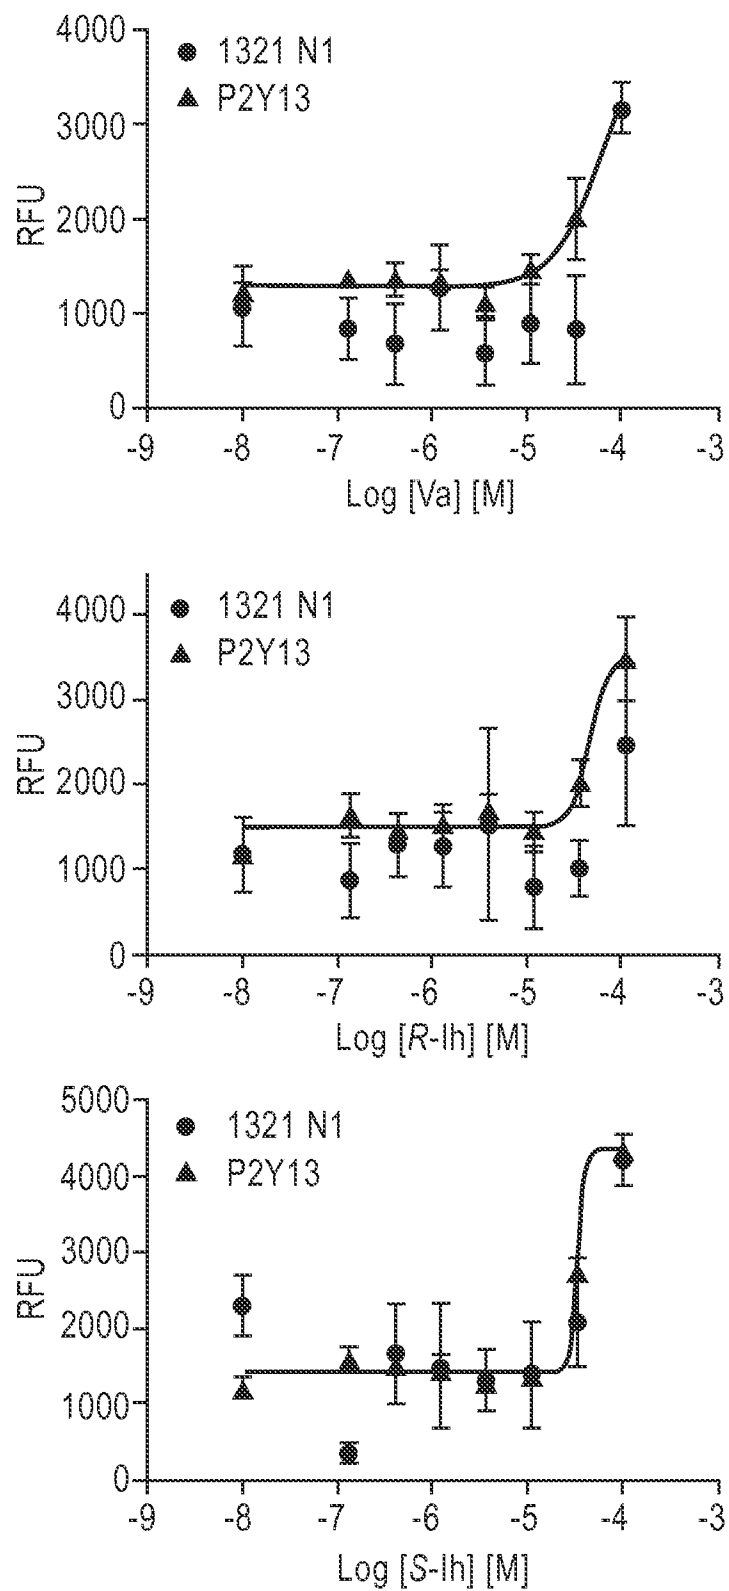 4000
1321 N1
P2Y13
3000
RFU
2000
1000
0
-9 -8 -7 -6 -5 -4 -3
Log [Va] [M]
4000
1321 N1
P2Y13
3000
RFU
2000
1000
0
-9 -8 -7 -6 -5 -4 -3
Log [R-Ih] [M]
5000
1321 N1
4000
P2Y13
3000
RFU
2000
1000
0
-9 -8 -7 -6 -5 -4 -3
Log [S-Ih] [M]